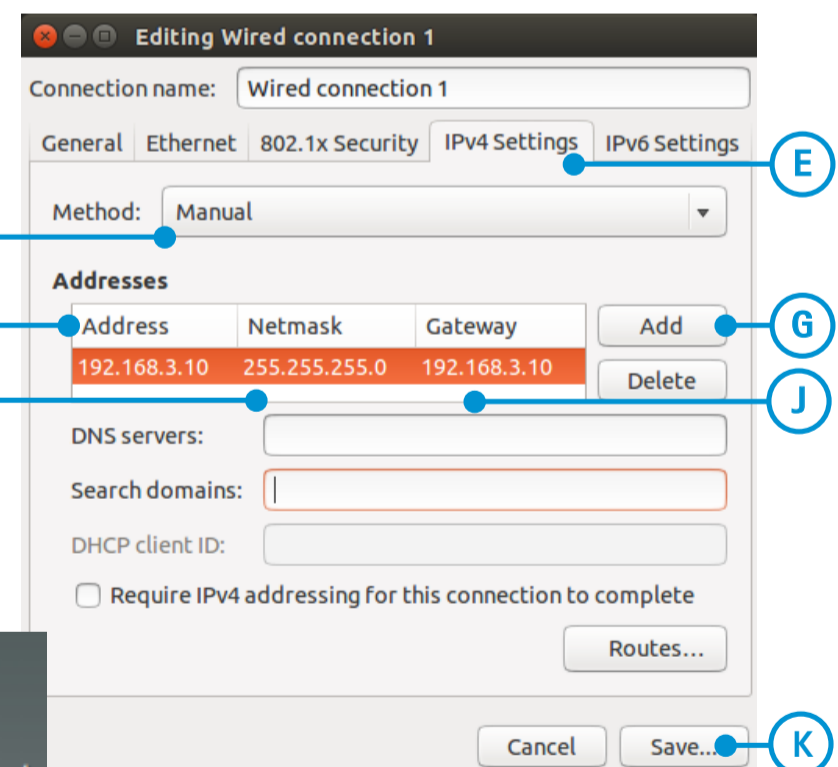 Editing Wired connection 1
Connection name: Wired connection 1
General Ethernet 802.1x Security IPv4 Settings IPv6 Settings
E
Method: Manual
Addresses
Address Netmask Gateway Add
G
192.168.3.10 255.255.255.0 192.168.3.10
Delete
J
DNS servers:
Search domains:
DHCP client ID:
Require IPv4 addressing for this connection to complete
Routes...
Cancel Save...
K